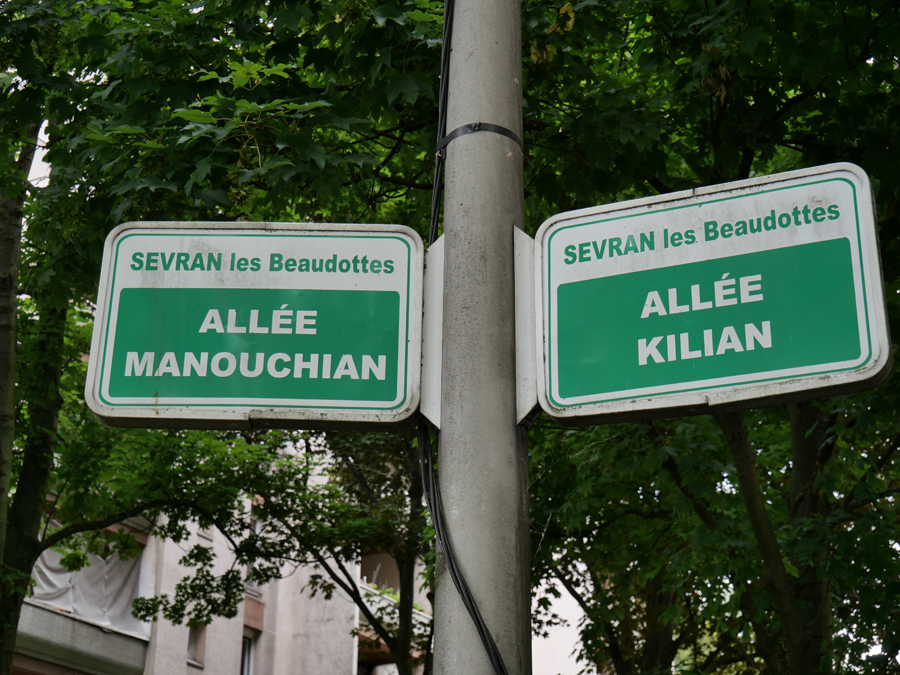 SEVRAN les Beaudottes
ALLÉE
MANOUCHIAN
SEVRAN les Beaudottes
ALLÉE
KILIAN